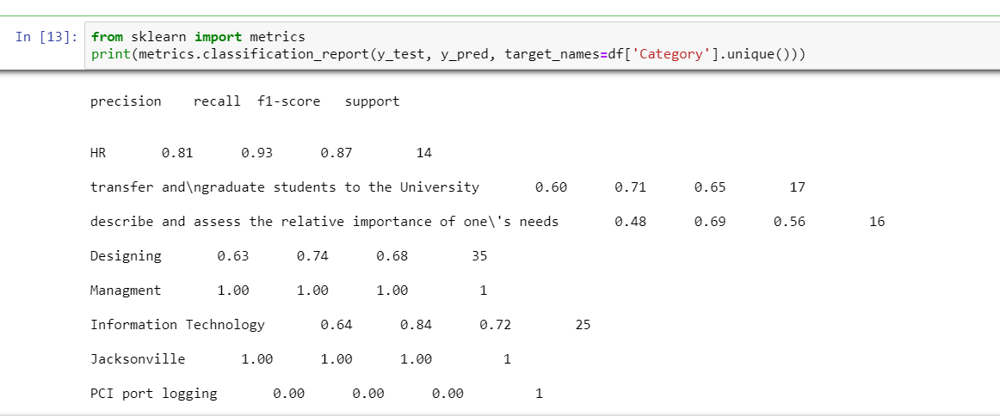 In [13]: from sklearn import metrics
print(metrics.classification_report(y_test, y_pred, target_names=df['Category'].unique()))
precision recall f1-score support
HR 0.81 0.93 0.87 14
transfer and\ngraduate students to the University 0.60 0.71 0.65 17
describe and assess the relative importance of one\'s needs 0.48 0.69 0.56 16
Designing 0.63 0.74 0.68 35
Managment 1.00 1.00 1.00 1
Information Technology 0.64 0.84 0.72 25
Jacksonville 1.00 1.00 1.00 1
PCI port logging 0.00 0.00 0.00 1